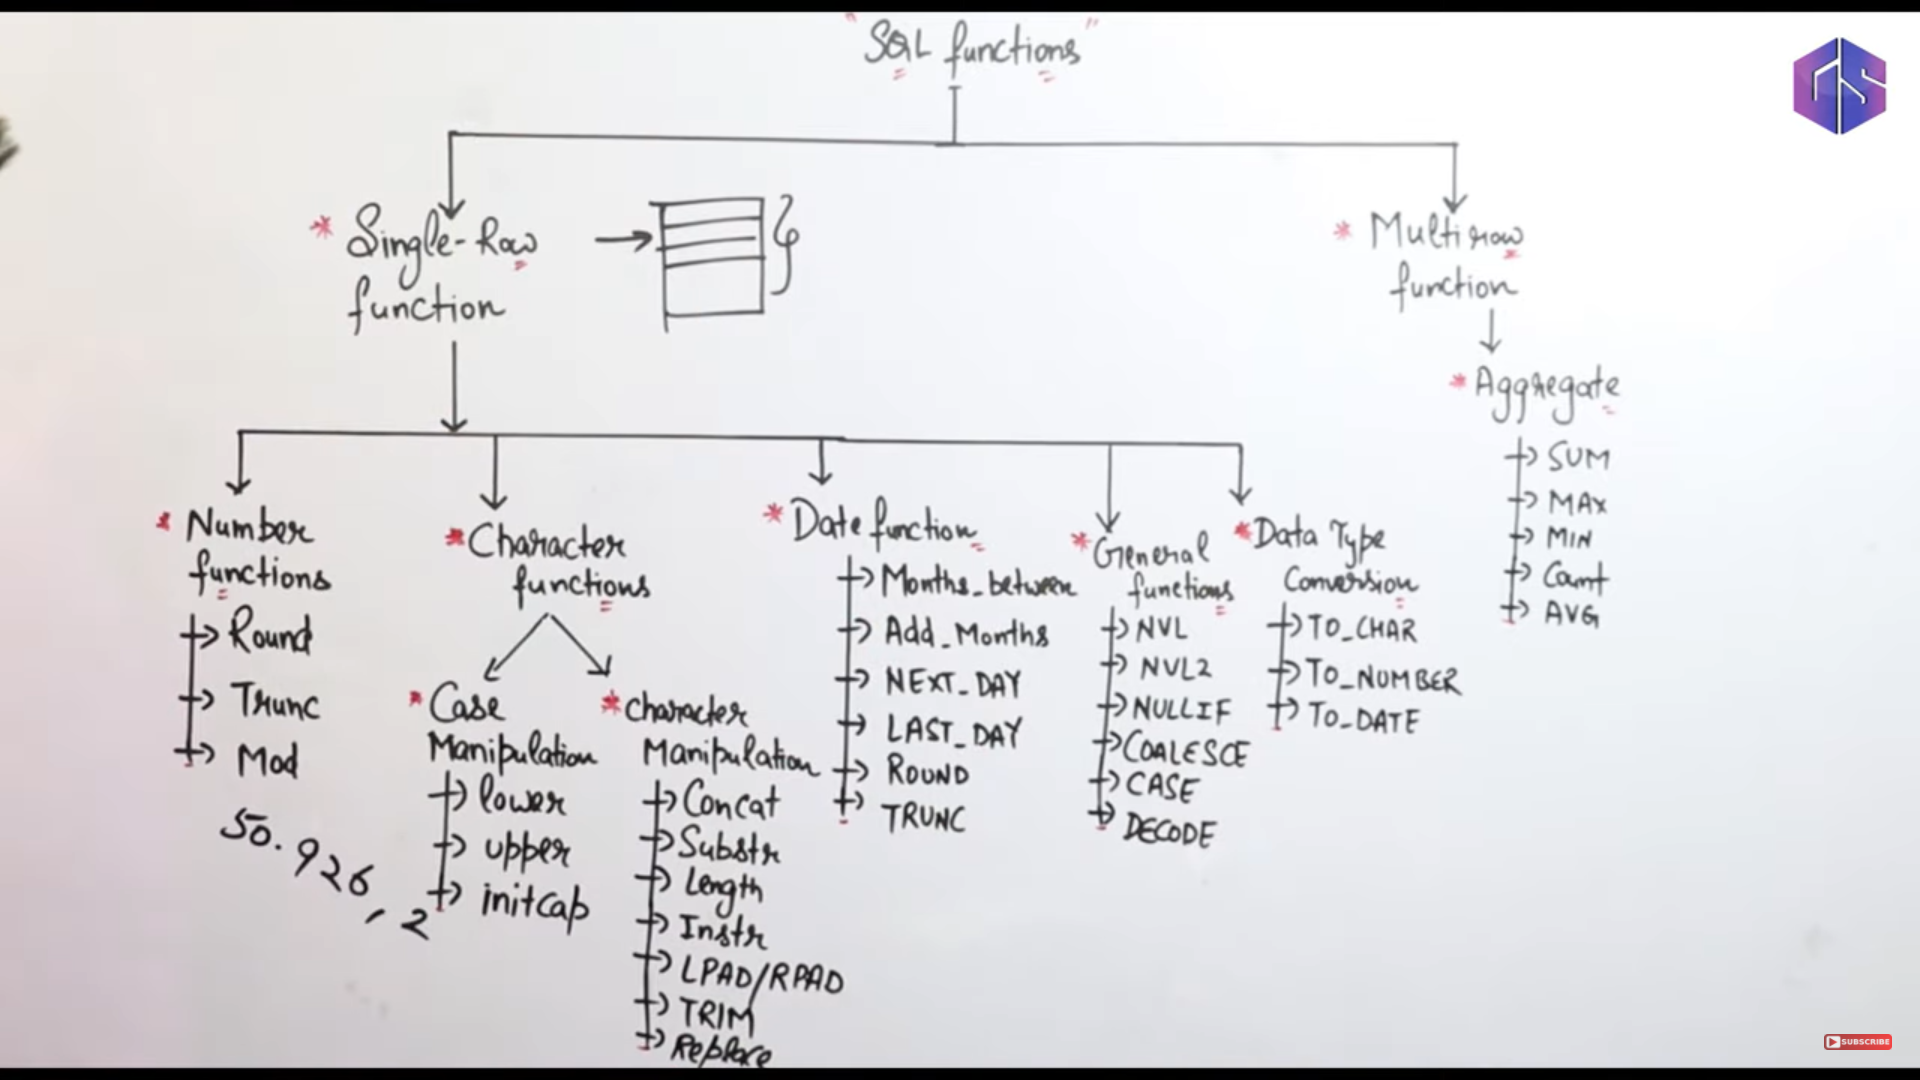 "SQL functions"
* Single-Row
function
* Multirow
function
* Aggregate
SUM
MAX
MIN
Count
AVG
* Number
functions
Round
Trunc
Mod
50.926, 2
* Character
functions
* Case
Manipulation
lower
upper
initcap
* character
Manipulation
Concat
Substr
Length
Instr
LPAD/RPAD
TRIM
Replace
* Date function
Months_between
Add_Months
NEXT_DAY
LAST_DAY
ROUND
TRUNC
* General
functions
NVL
NVL2
NULLIF
COALESCE
CASE
DECODE
* Data Type
Conversion
TO_CHAR
TO_NUMBER
TO_DATE
SUBSCRIBE